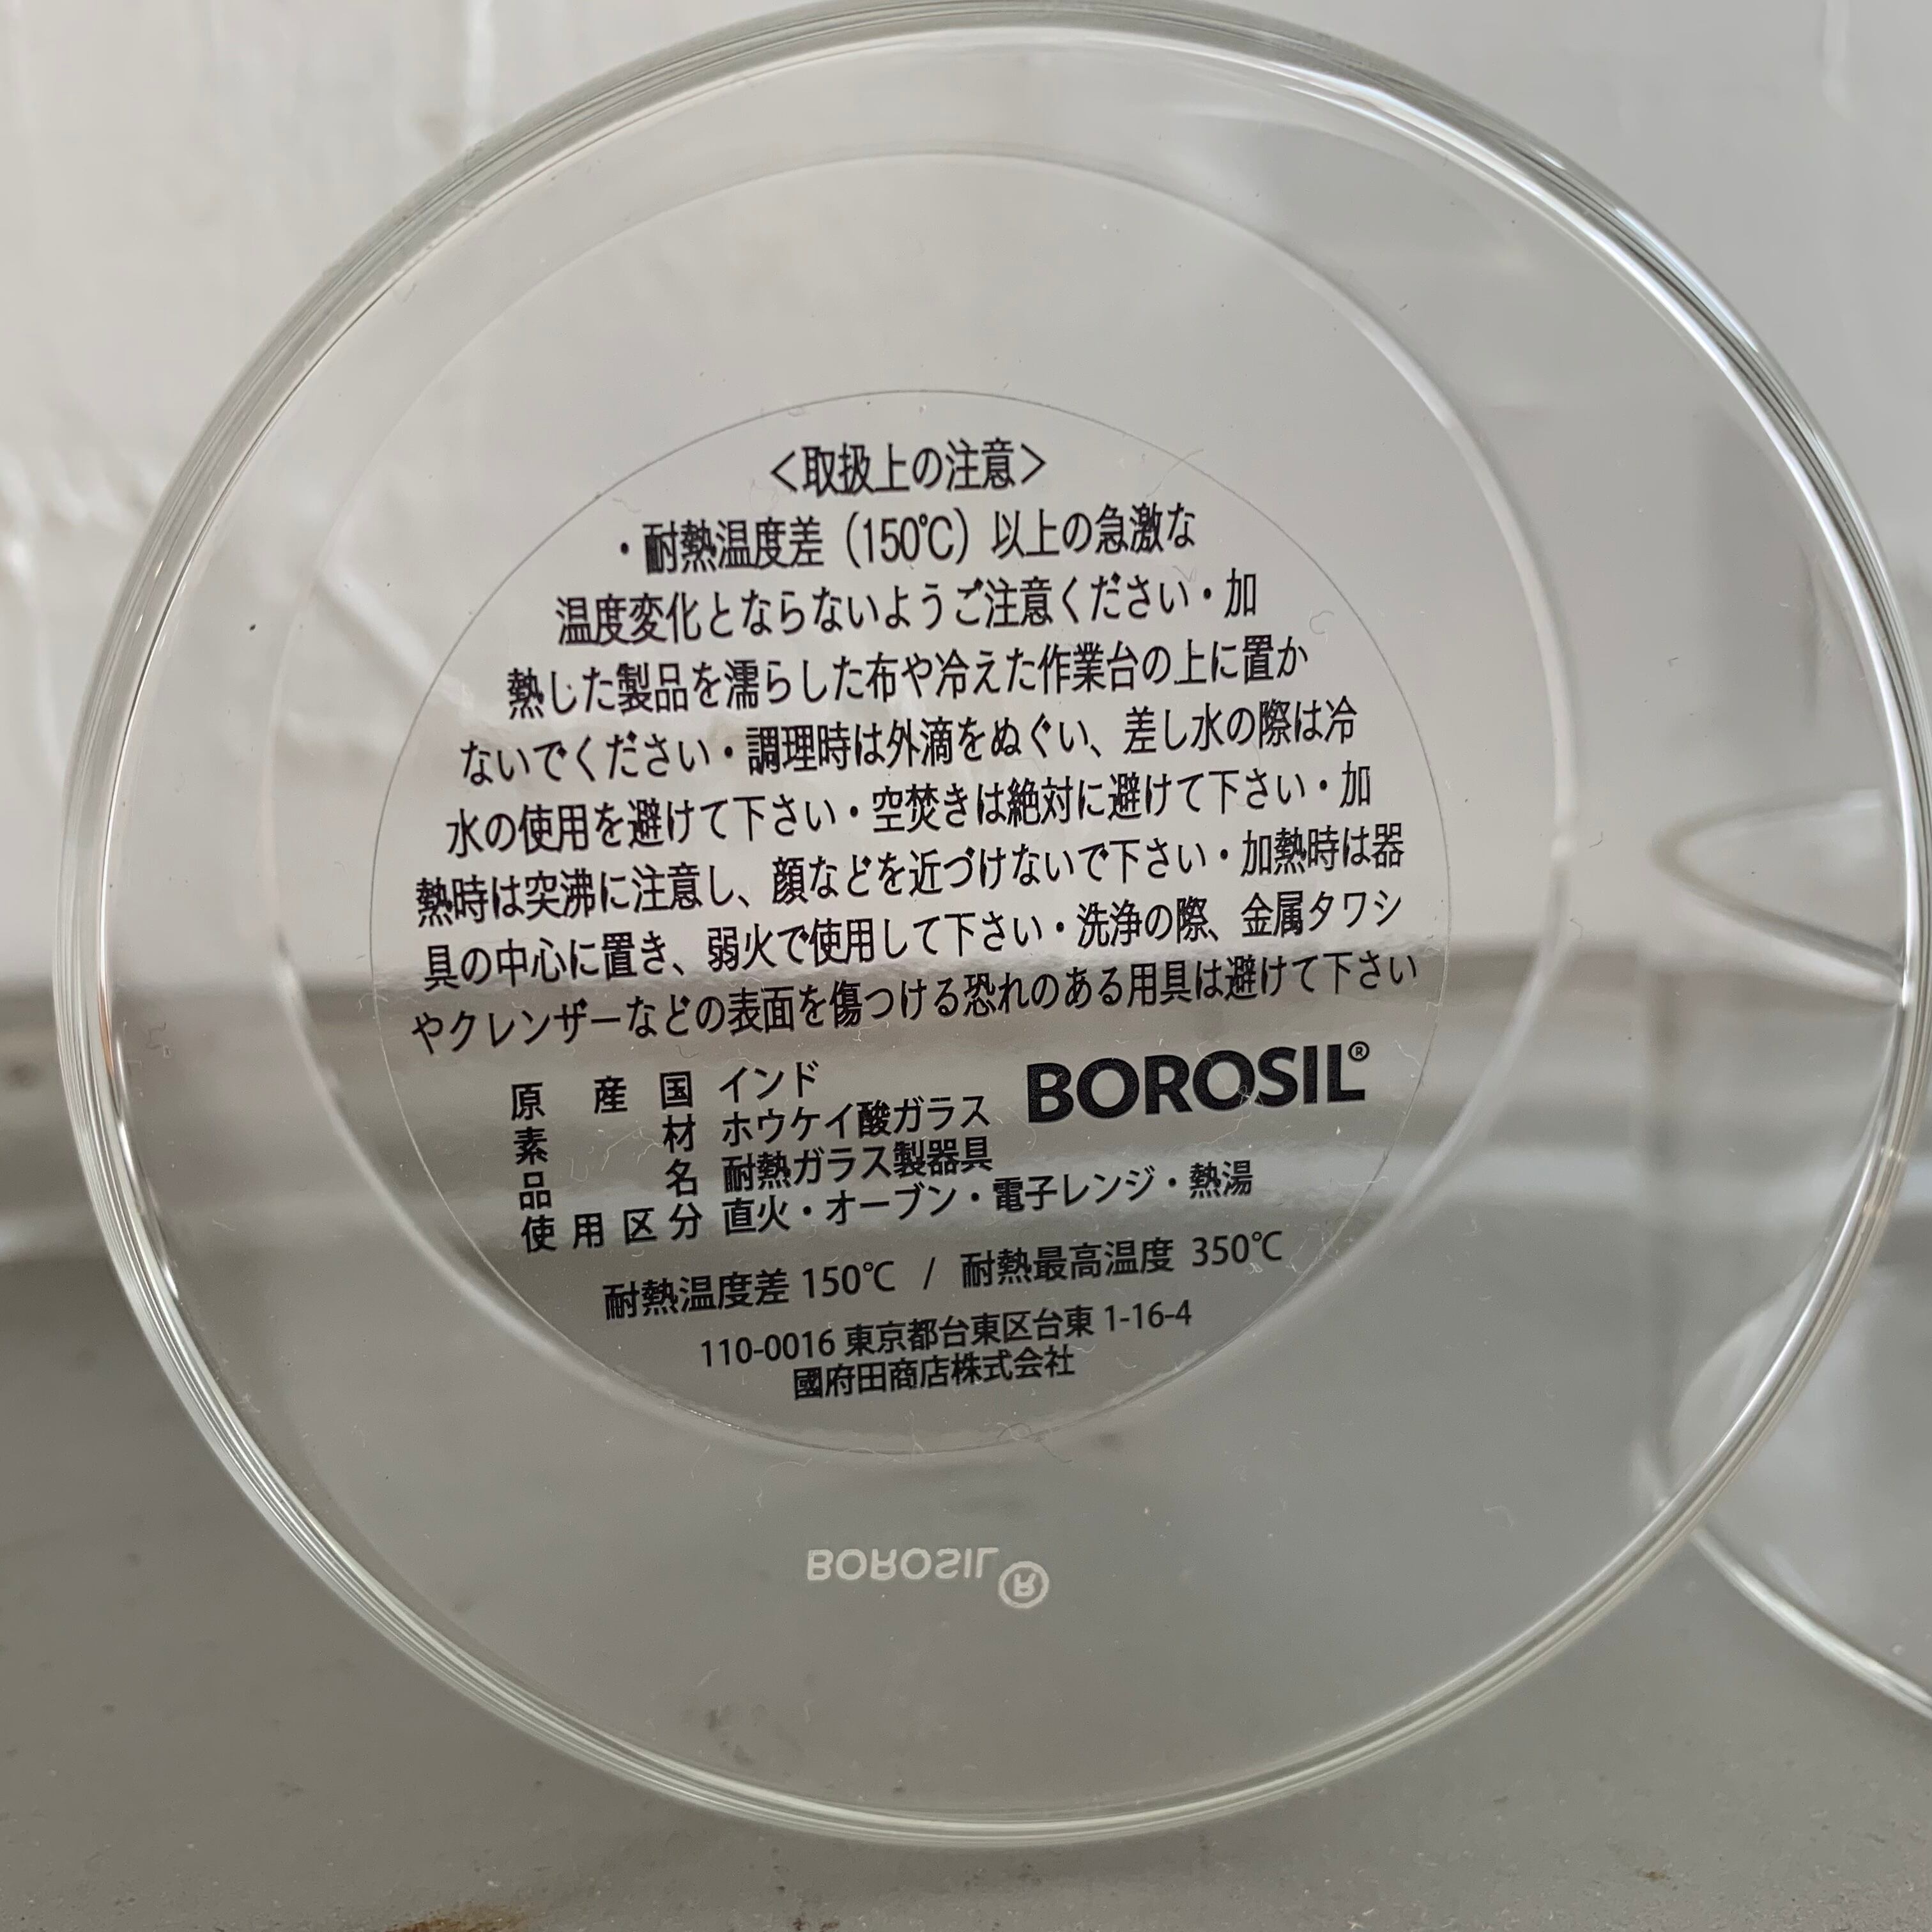 ＜取扱上の注意＞
・耐熱温度差（150℃）以上の急激な
温度変化とならないようご注意ください・加
熱した製品を濡らした布や冷えた作業台の上に置か
ないでください・調理時は外滴をぬぐい、差し水の際は冷
水の使用を避けて下さい・空焚きは絶対に避けて下さい・加
熱時は突沸に注意し、顔などを近づけないで下さい・加熱時は器
具の中心に置き、弱火で使用して下さい・洗浄の際、金属タワシ
やクレンザーなどの表面を傷つける恐れのある用具は避けて下さい
原産国 インド
BOROSIL®
素材 ホウケイ酸ガラス
品名 耐熱ガラス製器具
使用区分 直火・オーブン・電子レンジ・熱湯
耐熱温度差 150℃ / 耐熱最高温度 350℃
110-0016 東京都台東区台東 1-16-4
國府田商店株式会社
BOROSIL®